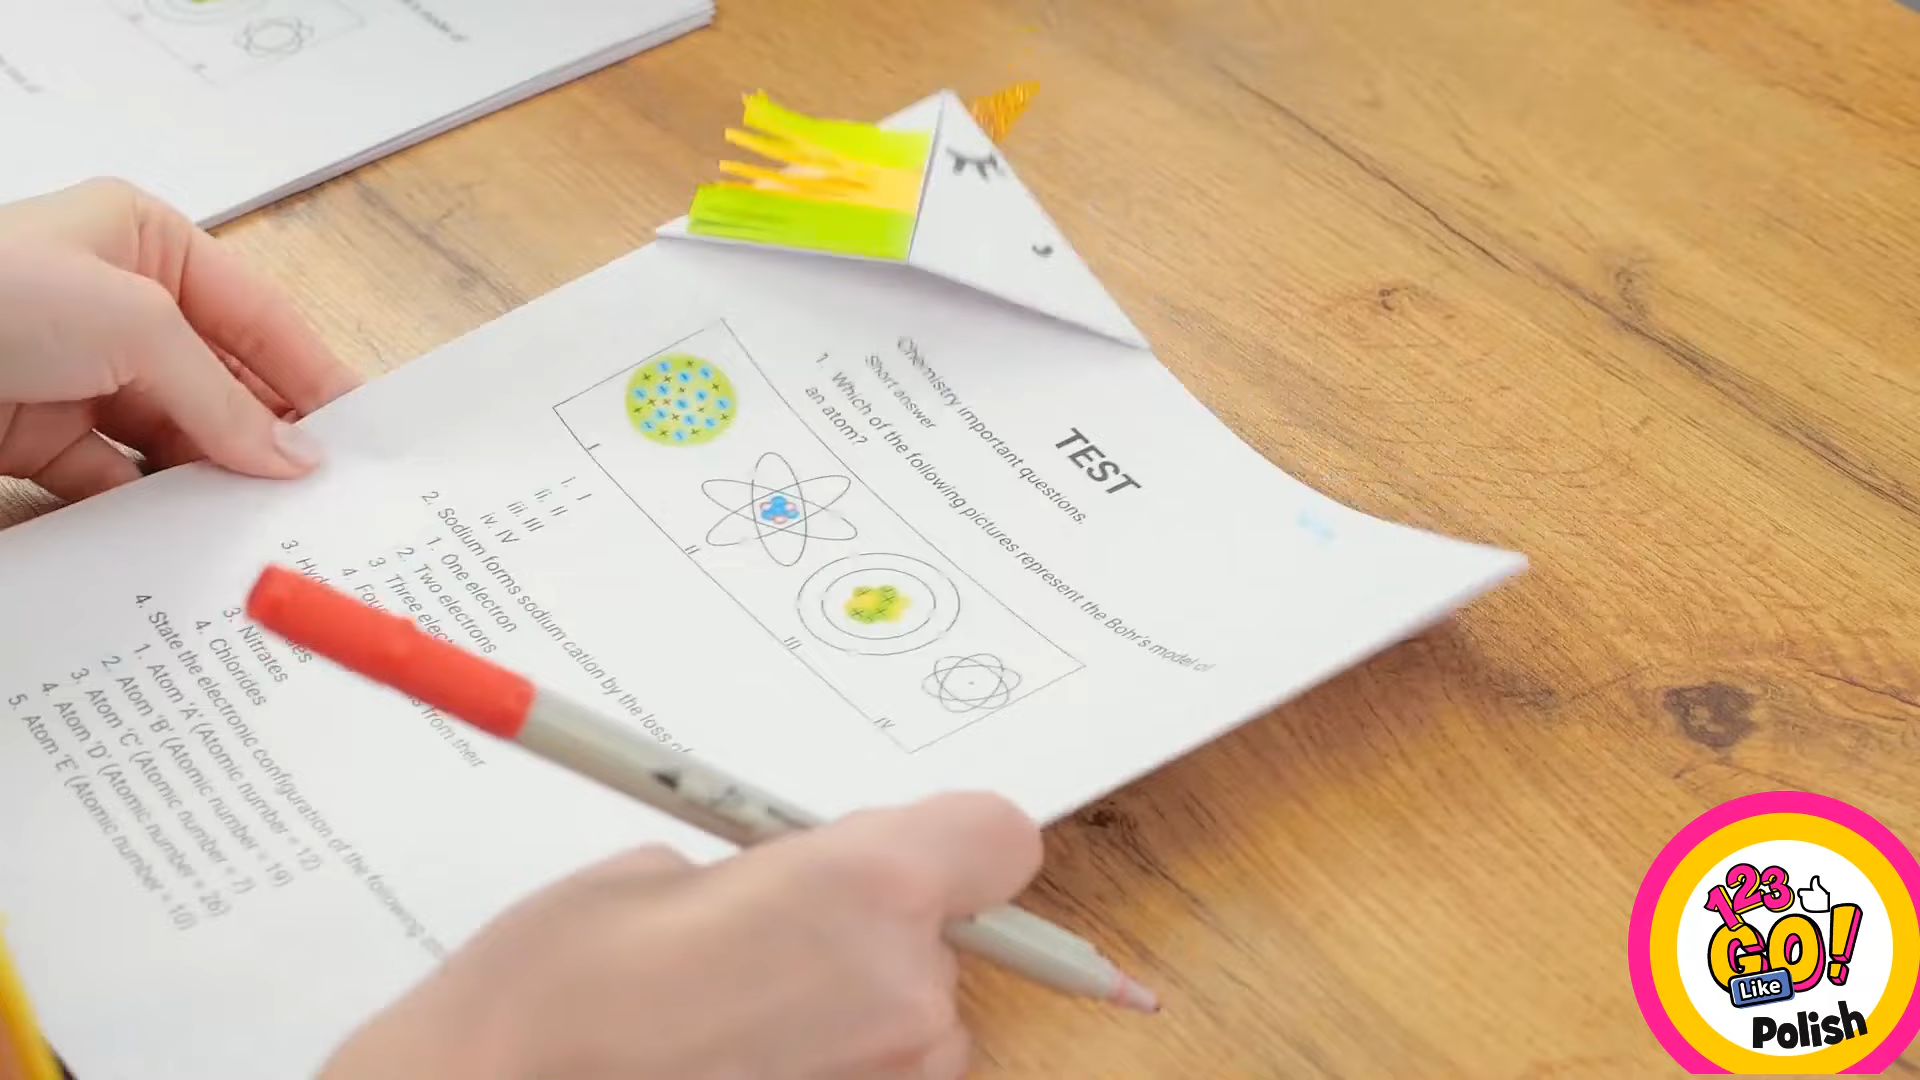 TEST
Chemistry important questions.
Short answer
1. Which of the following pictures represent the Bohr's model of
an atom?
I
II
III
IV
i. I
ii. II
iii. III
iv. IV
2. Sodium forms sodium cation by the loss of
1. One electron
2. Two electrons
3. Three
4.
3.
from their
3. Nitrates
4. Chlorides
4. State the electronic configuration of the following
1. Atom 'A' (Atomic number = 12)
2. Atom 'B' (Atomic number = 19)
3. Atom 'C' (Atomic number = 7)
4. Atom 'D' (Atomic number = 26)
5. Atom 'E' (Atomic number = 10)
123
GO!
Like
Polish